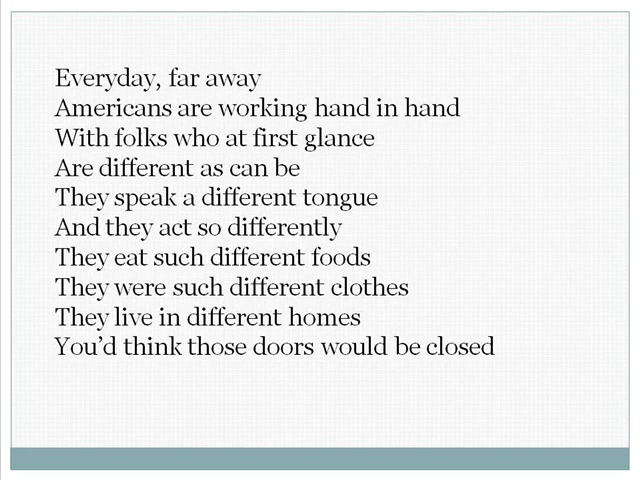 Everyday, far away
Americans are working hand in hand
With folks who at first glance
Are different as can be
They speak a different tongue
And they act so differently
They eat such different foods
They were such different clothes
They live in different homes
You’d think those doors would be closed